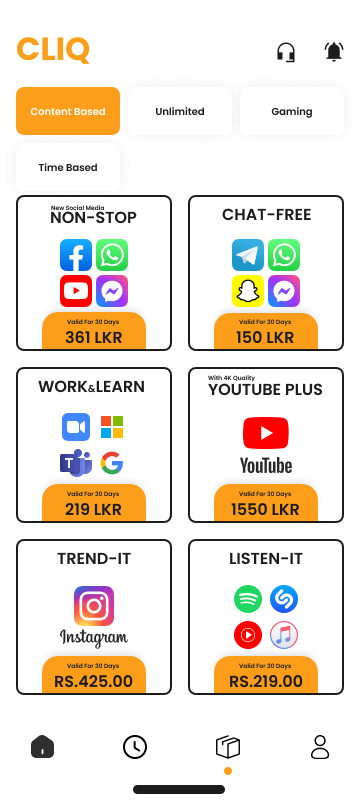 CLIQ
Content Based
Unlimited
Gaming
Time Based
New Social Media
NON-STOP
Valid For 30 Days
361 LKR
CHAT-FREE
Valid For 30 Days
150 LKR
WORK&LEARN
T
G
Valid For 30 Days
219 LKR
With 4K Quality
YOUTUBE PLUS
YouTube
Valid For 30 Days
1550 LKR
TREND-IT
Instagram
Valid For 30 Days
RS.425.00
LISTEN-IT
Valid For 30 Days
RS.219.00